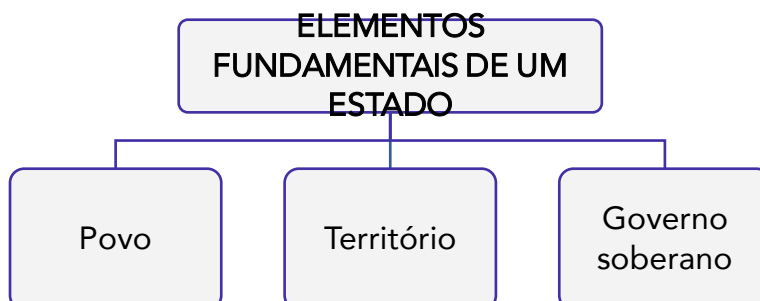 ELEMENTOS
FUNDAMENTAIS DE UM
ESTADO
Povo
Território
Governo
soberano